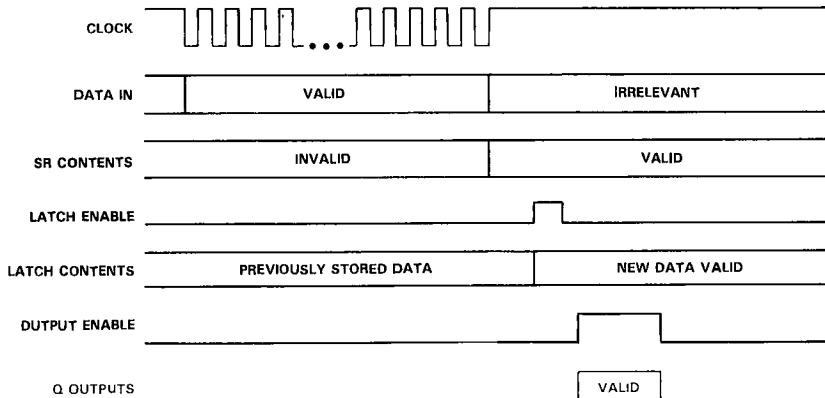 CLOCK
DATA IN
VALID
IRRELEVANT
SR CONTENTS
INVALID
VALID
LATCH ENABLE
LATCH CONTENTS
PREVIOUSLY STORED DATA
NEW DATA VALID
DUTPUT ENABLE
Q OUTPUTS
VALID